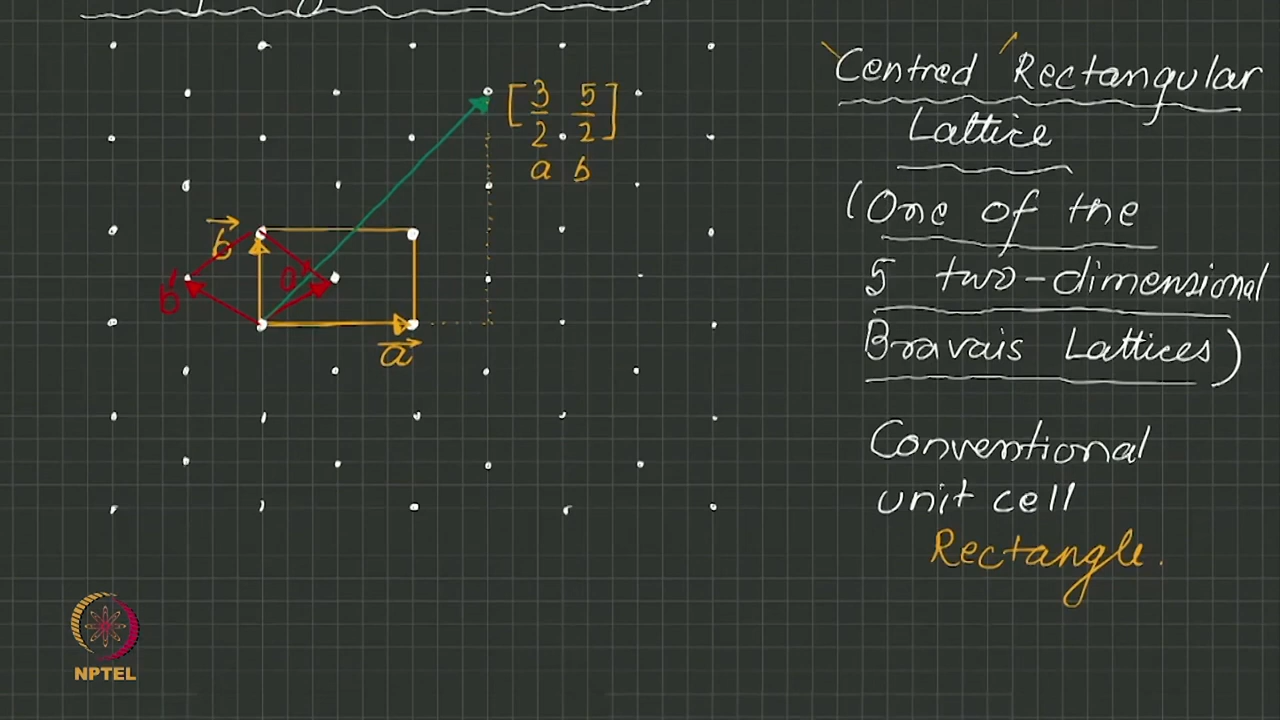 Centred Rectangular
Lattice
(One of the
5 two-dimensional
Bravais Lattices)
Conventional
unit cell
Rectangle.
[3/2 5/2]
a b
b
b'
a'
a
NPTEL